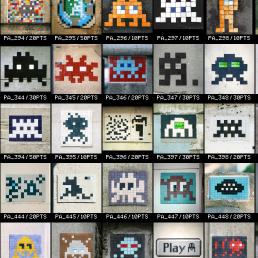 PA_294/20PTS PA_295/50PTS PA_296/10PTS PA_297/10PTS PA_298/10PTS
PA_344/30PTS PA_345/20PTS PA_346/20PTS PA_347/30PTS PA_348/30PTS
PA_394/50PTS PA_395/10PTS PA_396/20PTS PA_397/20PTS PA_398/20PTS
PA_444/20PTS PA_445/10PTS PA_446/10PTS PA_447/10PTS PA_448/20PTS
Play